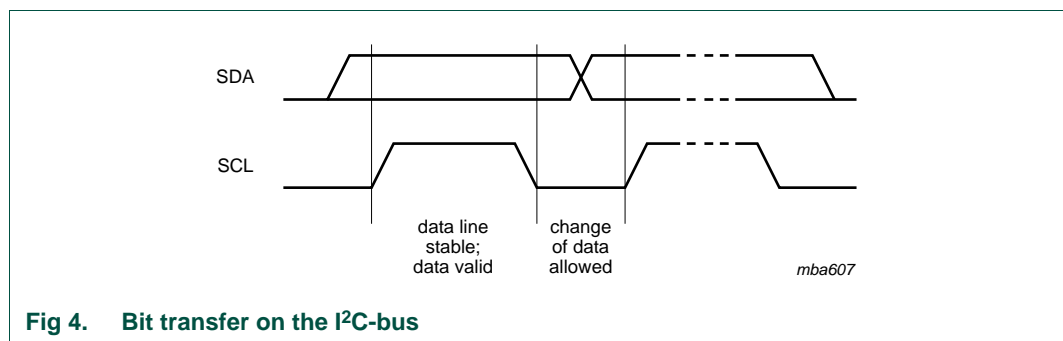 SDA
SCL
data line
stable;
data valid
change
of data
allowed
mba607
Fig 4. Bit transfer on the I²C-bus